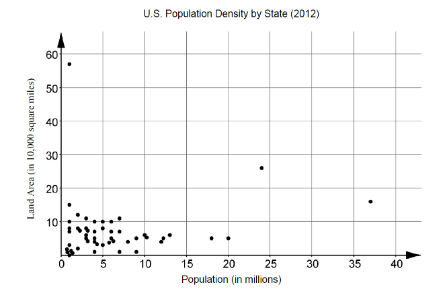 U.S. Population Density by State (2012)
Land Area (in 10,000 square miles)
60
50
40
30
20
10
0 5 10 15 20 25 30 35 40
Population (in millions)